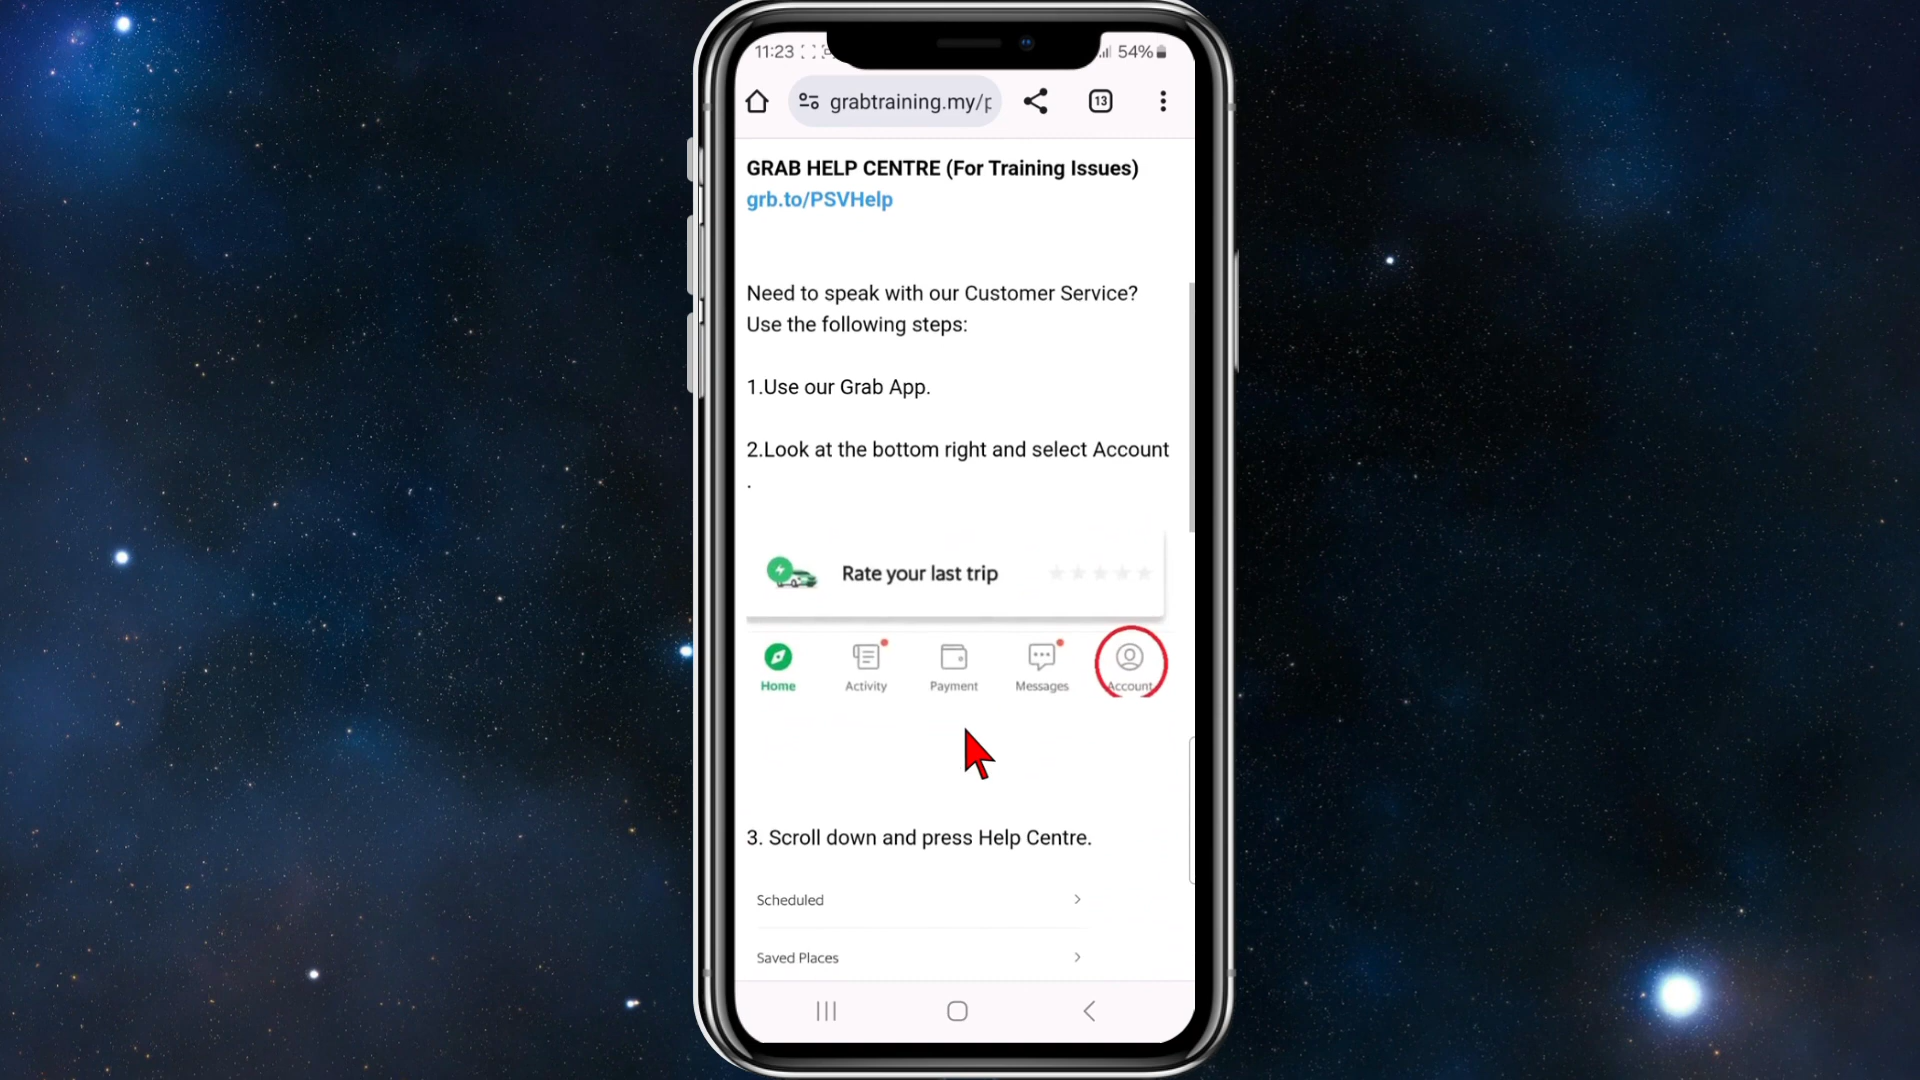 11:23
54%
grabtraining.my/p
13
GRAB HELP CENTRE (For Training Issues)
grb.to/PSVHelp
Need to speak with our Customer Service?
Use the following steps:
1.Use our Grab App.
2.Look at the bottom right and select Account
.
Rate your last trip
Home Activity Payment Messages Account
3. Scroll down and press Help Centre.
Scheduled
Saved Places